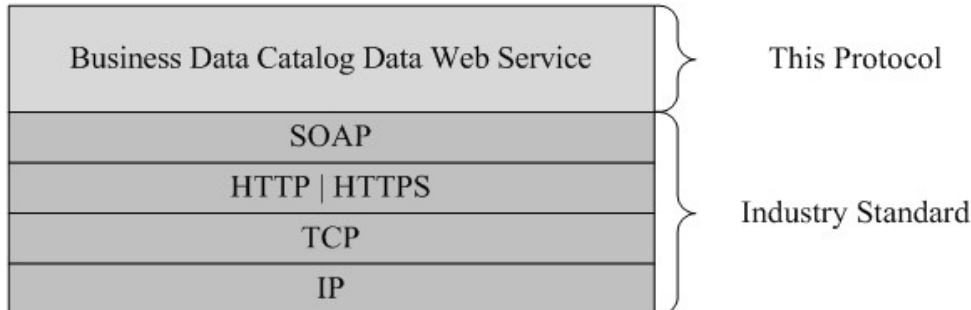 Business Data Catalog Data Web Service
This Protocol
SOAP
HTTP | HTTPS
TCP
IP
Industry Standard